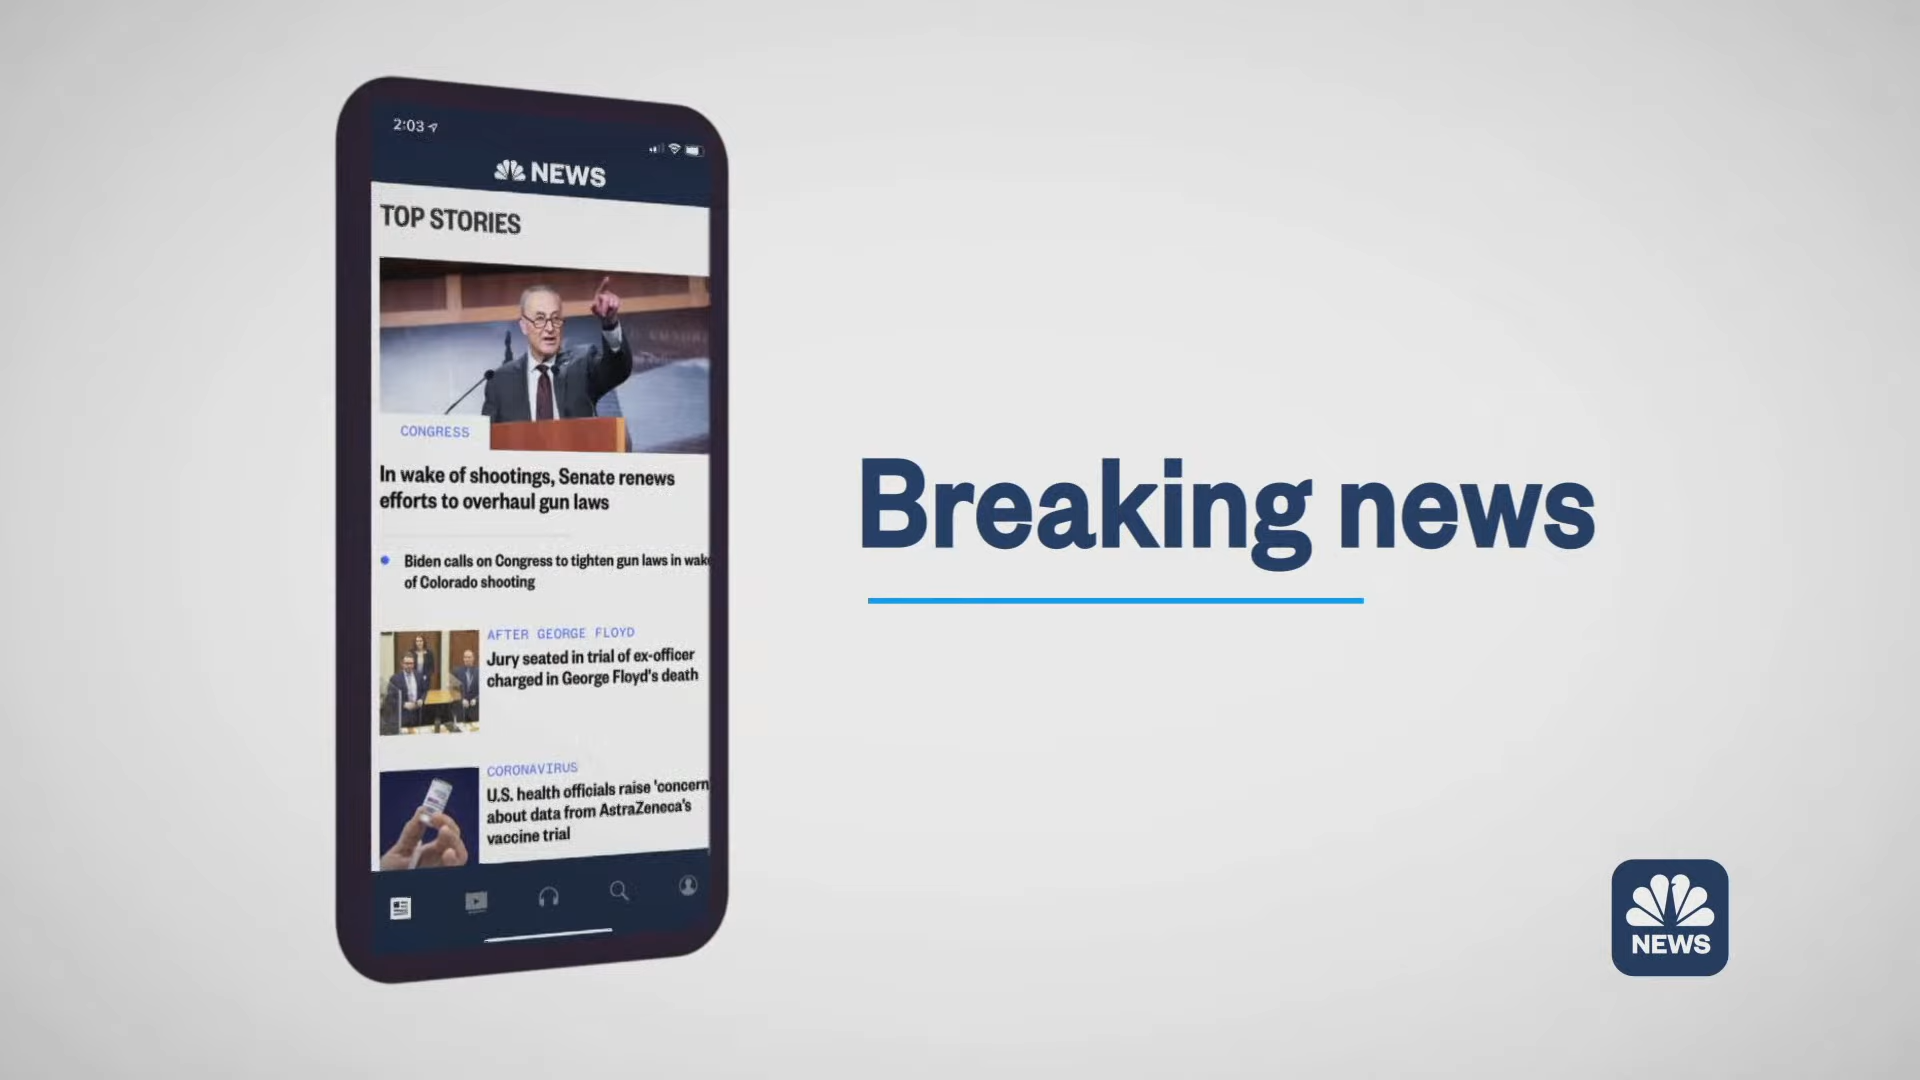 2:03
NEWS
TOP STORIES
CONGRESS
In wake of shootings, Senate renews
efforts to overhaul gun laws
Biden calls on Congress to tighten gun laws in wake
of Colorado shooting
AFTER GEORGE FLOYD
Jury seated in trial of ex-officer
charged in George Floyd's death
CORONAVIRUS
U.S. health officials raise 'concern
about data from AstraZeneca's
vaccine trial
Breaking news
NEWS